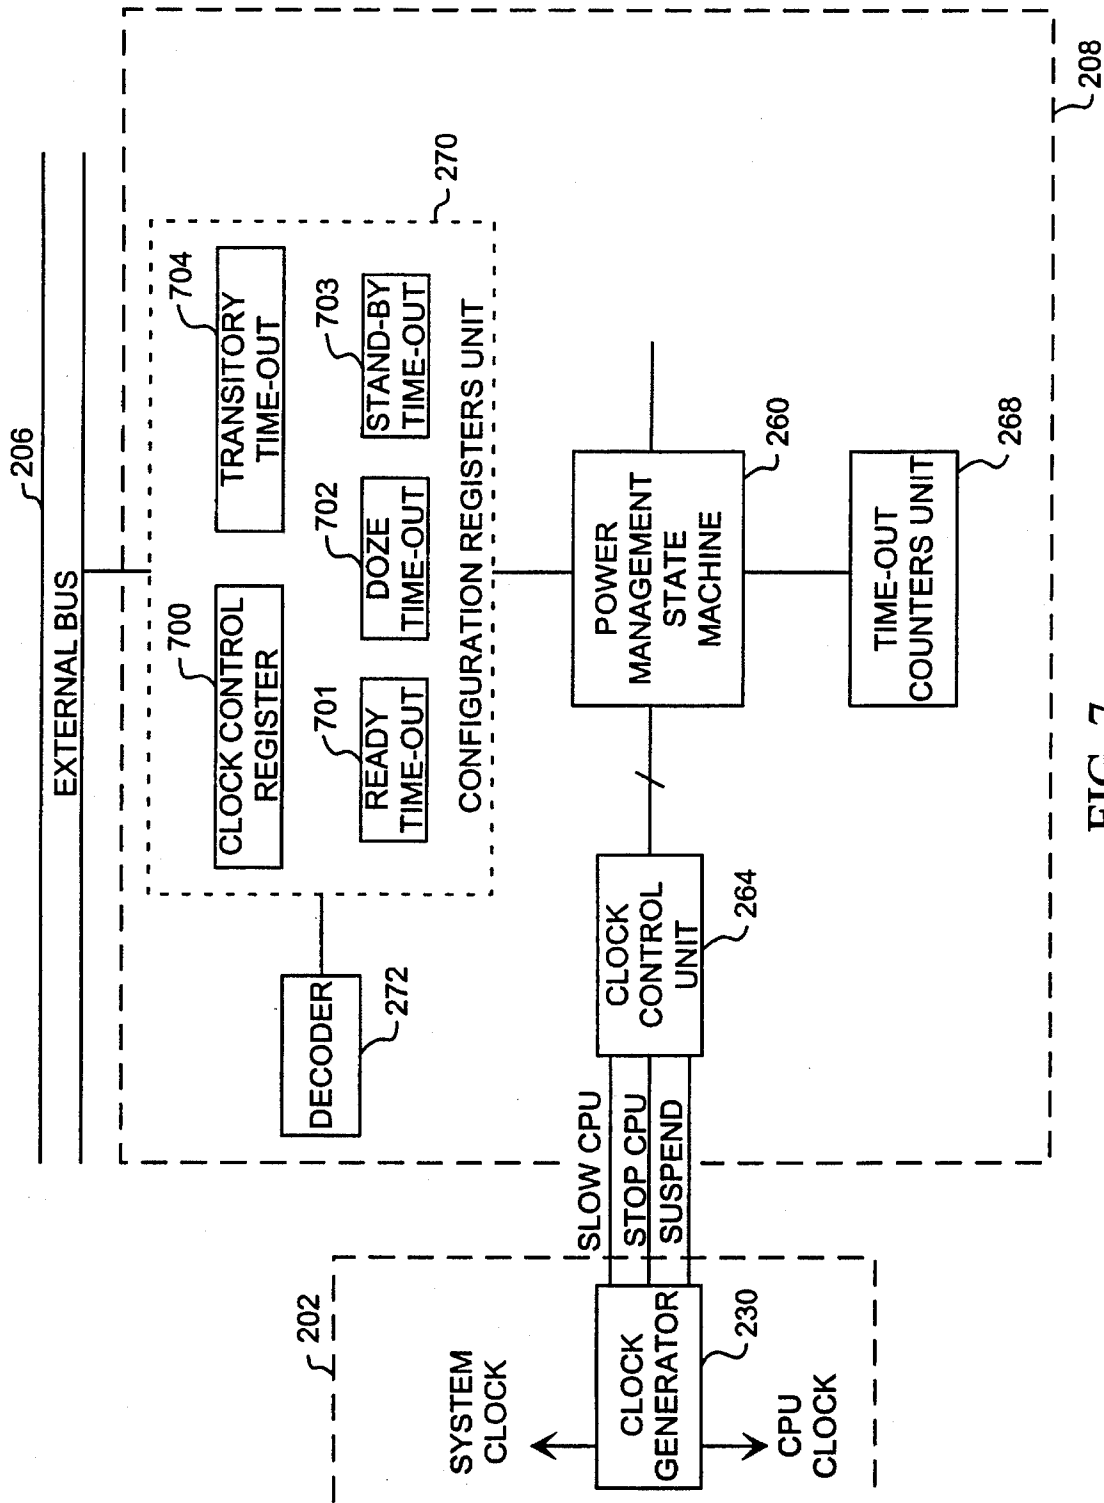 206
EXTERNAL BUS
700
CLOCK CONTROL
REGISTER
704
TRANSITORY
TIME-OUT
701
READY
TIME-OUT
702
DOZE
TIME-OUT
703
STAND-BY
TIME-OUT
270
CONFIGURATION REGISTERS UNIT
DECODER
272
SLOW CPU
STOP CPU
SUSPEND
CLOCK
CONTROL
UNIT
264
POWER
MANAGEMENT
STATE
MACHINE
260
TIME-OUT
COUNTERS UNIT
268
208
202
SYSTEM
CLOCK
CLOCK
GENERATOR
230
CPU
CLOCK
FIG. 7